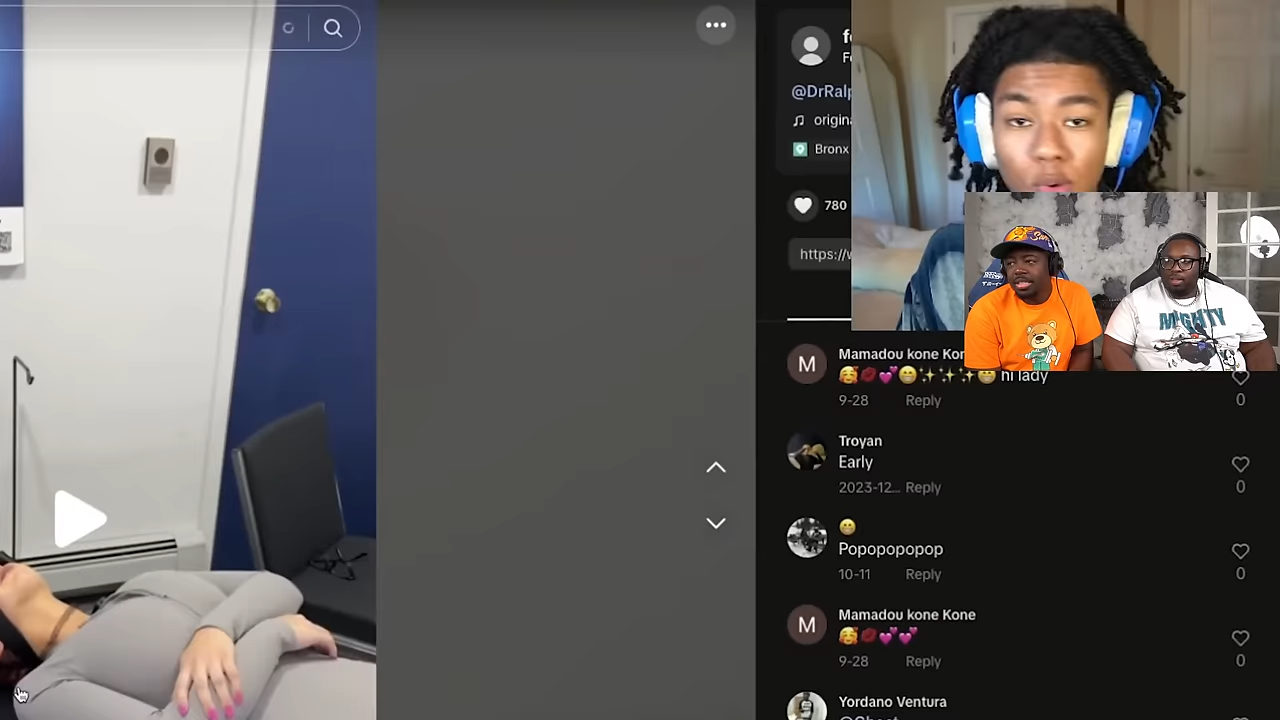 @DrRalp
origina
Bronx
780
https://w
Mamadou kone Kon
🥰💋💕😁✨✨✨😁 hi lady
9-28 Reply
0
Troyan
Early
2023-12... Reply
0
😁
Popopopopop
10-11 Reply
0
Mamadou kone Kone
🥰💋💕💕
9-28 Reply
0
Yordano Ventura
MIGHTY
M
M